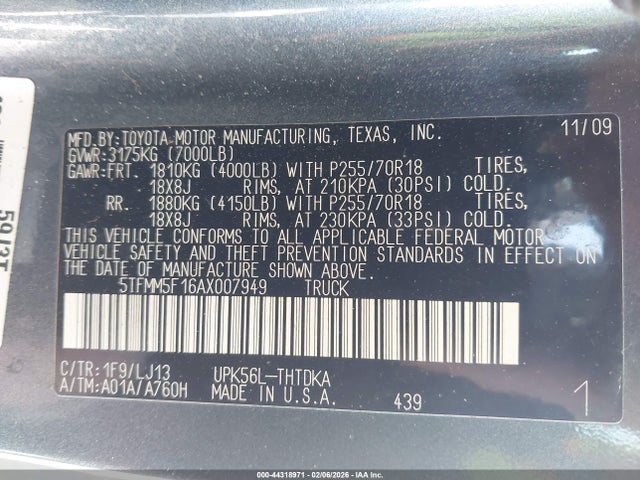 MFD.BY:TOYOTA MOTOR MANUFACTURING, TEXAS, INC. 11/09
GVWR:3175KG (7000LB)
GAWR:FRT. 1810KG (4000LB) WITH P255/70R18 TIRES,
18X8J RIMS, AT 210KPA (30PSI) COLD.
RR. 1880KG (4150LB) WITH P255/70R18 TIRES,
18X8J RIMS, AT 230KPA (33PSI) COLD.
THIS VEHICLE CONFORMS TO ALL APPLICABLE FEDERAL MOTOR
VEHICLE SAFETY AND THEFT PREVENTION STANDARDS IN EFFECT ON
THE DATE OF MANUFACTURE SHOWN ABOVE.
5TFMM5F16AX007949 TRUCK
C/TR:1F9/LJ13 UPK56L-THTDKA
A/TM:A01A/A760H MADE IN U.S.A. 439 1
5913T
000-44318971 - 02/06/2026 - IAA Inc.